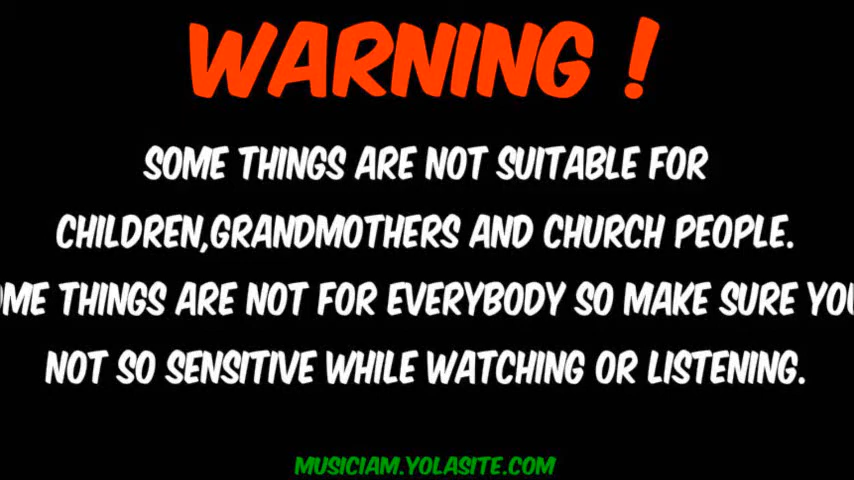 WARNING !
SOME THINGS ARE NOT SUITABLE FOR
CHILDREN,GRANDMOTHERS AND CHURCH PEOPLE.
OME THINGS ARE NOT FOR EVERYBODY SO MAKE SURE YOU
NOT SO SENSITIVE WHILE WATCHING OR LISTENING.
MUSICIAM.YOLASITE.COM